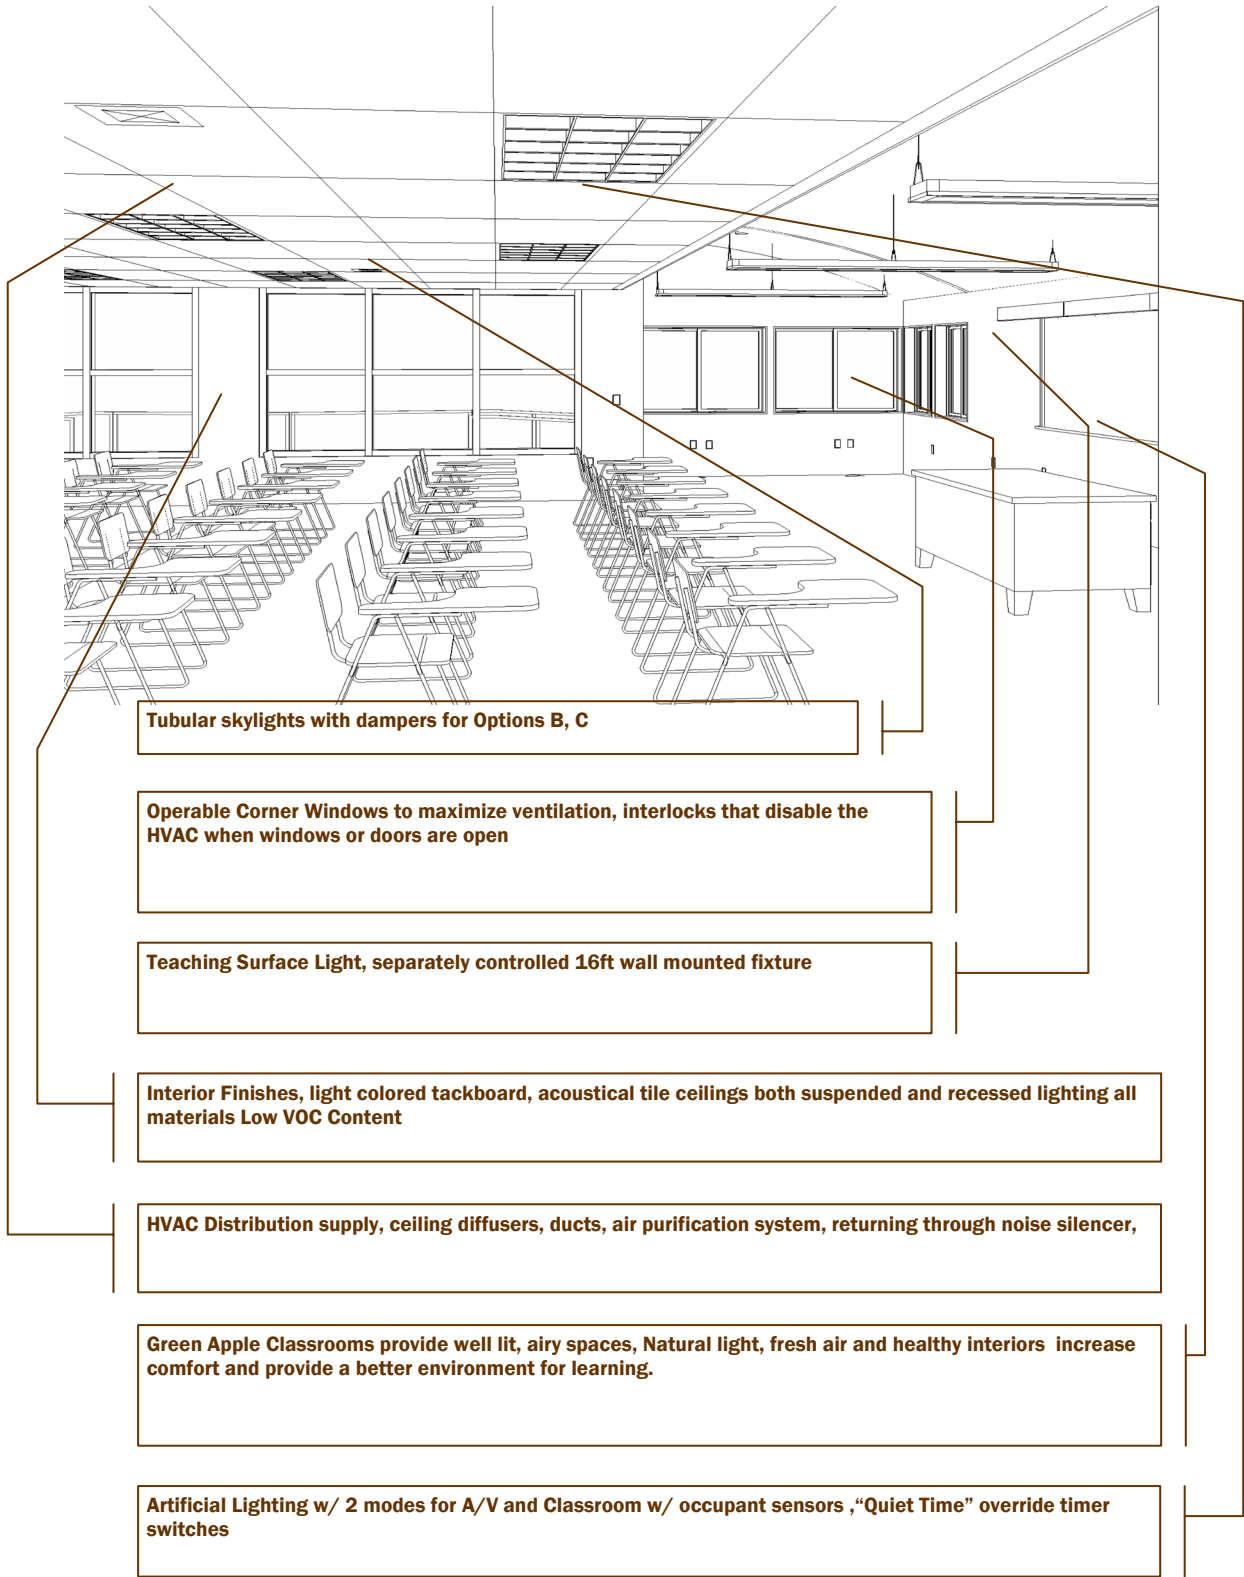 Tubular skylights with dampers for Options B, C
Operable Corner Windows to maximize ventilation, interlocks that disable the
HVAC when windows or doors are open
Teaching Surface Light, separately controlled 16ft wall mounted fixture
Interior Finishes, light colored tackboard, acoustical tile ceilings both suspended and recessed lighting all
materials Low VOC Content
HVAC Distribution supply, ceiling diffusers, ducts, air purification system, returning through noise silencer,
Green Apple Classrooms provide well lit, airy spaces, Natural light, fresh air and healthy interiors  increase
comfort and provide a better environment for learning.
Artificial Lighting w/ 2 modes for A/V and Classroom w/ occupant sensors ,“Quiet Time” override timer
switches